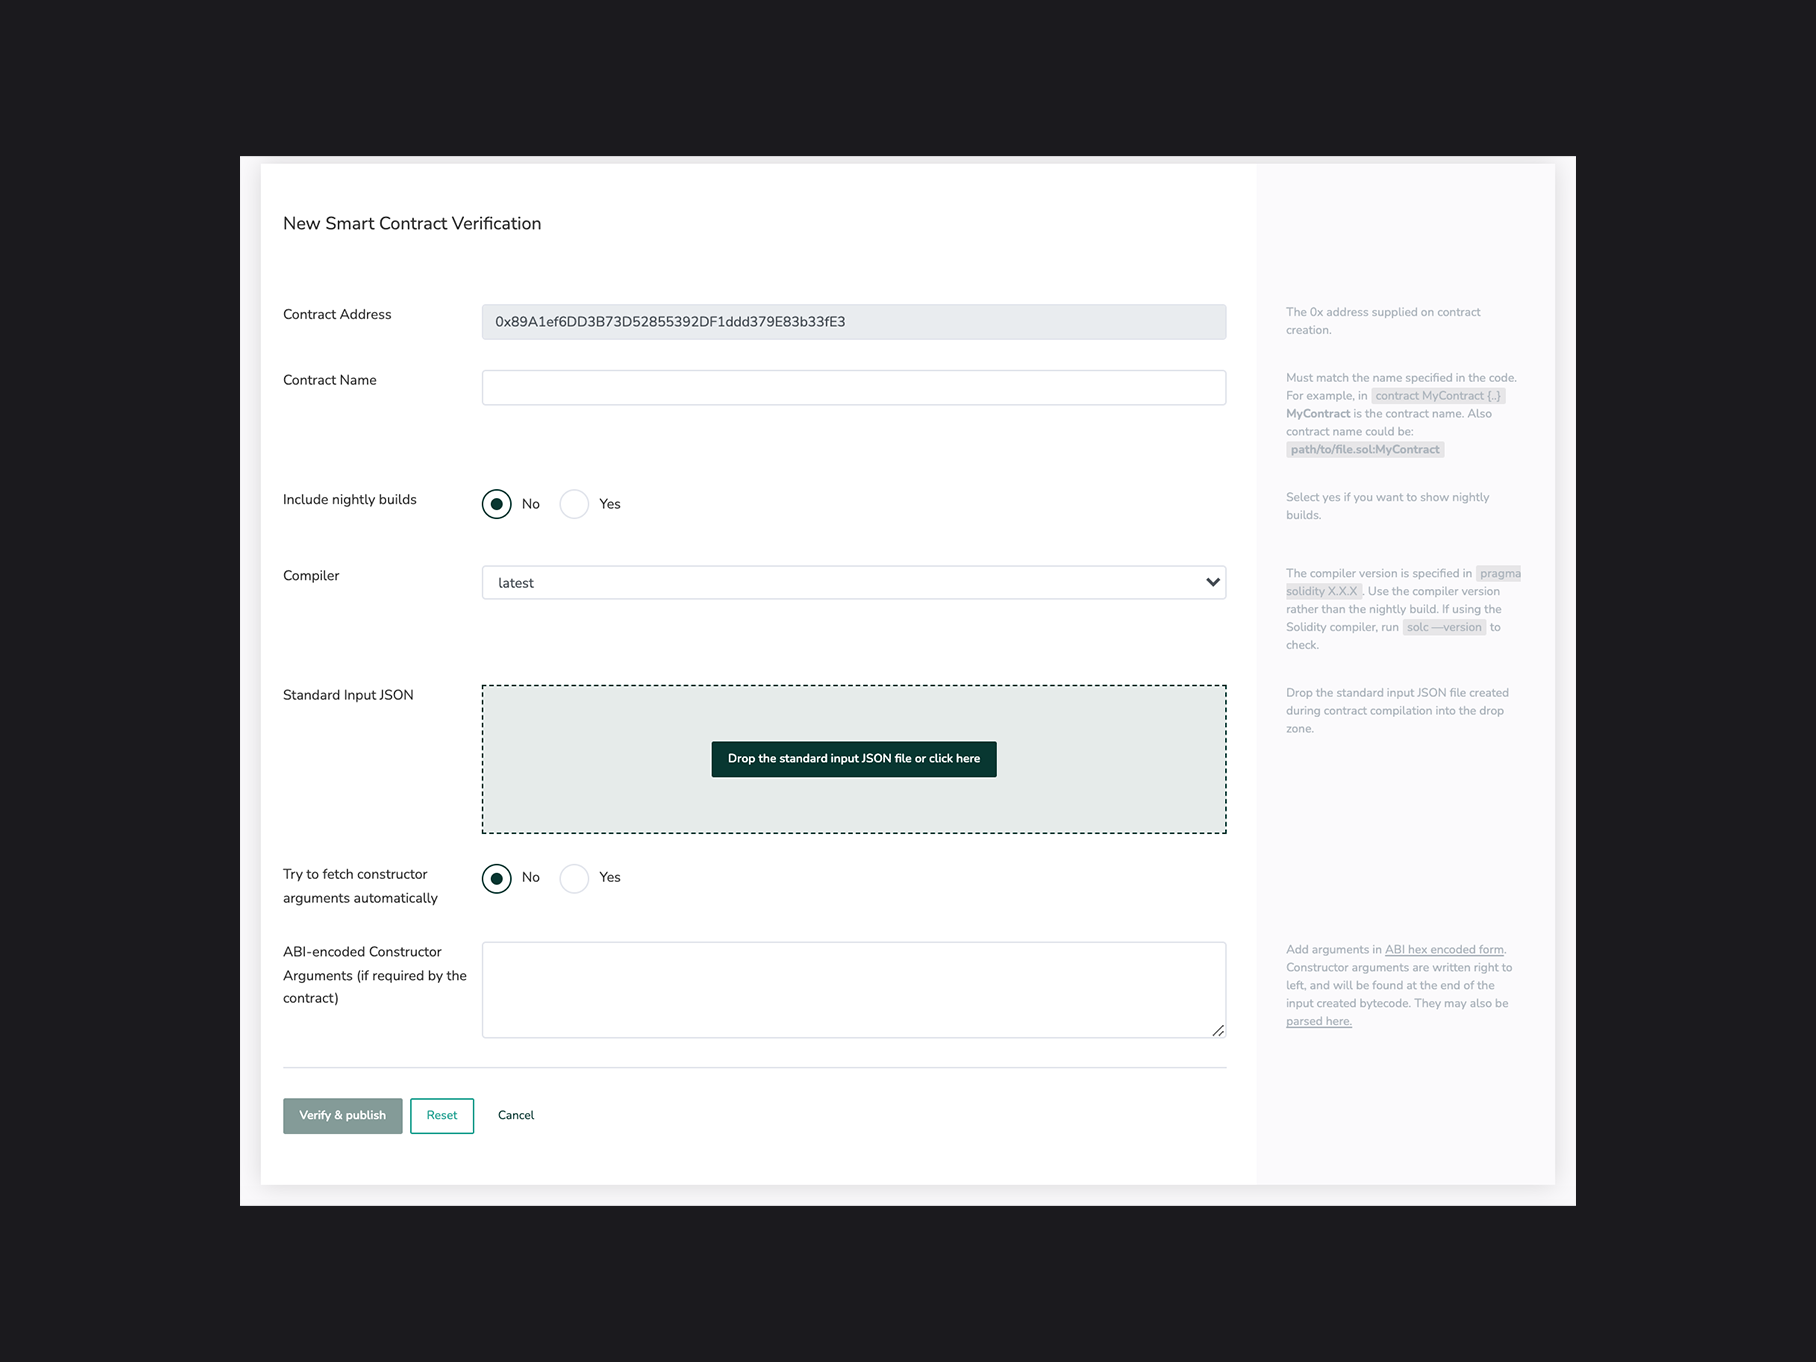 New Smart Contract Verification
Contract Address
0x89A1ef6DD3B73D52855392DF1ddd379E83b33fE3
The 0x address supplied on contract
creation.
Contract Name
Must match the name specified in the code.
For example, in contract MyContract {..}
MyContract is the contract name. Also
contract name could be:
path/to/file.sol:MyContract
Include nightly builds
No
Yes
Select yes if you want to show nightly
builds.
Compiler
latest
The compiler version is specified in pragma
solidity X.X.X. Use the compiler version
rather than the nightly build. If using the
Solidity compiler, run solc —version to
check.
Standard Input JSON
Drop the standard input JSON file or click here
Drop the standard input JSON file created
during contract compilation into the drop
zone.
Try to fetch constructor
arguments automatically
No
Yes
ABI-encoded Constructor
Arguments (if required by the
contract)
Add arguments in ABI hex encoded form.
Constructor arguments are written right to
left, and will be found at the end of the
input created bytecode. They may also be
parsed here.
Verify & publish
Reset
Cancel